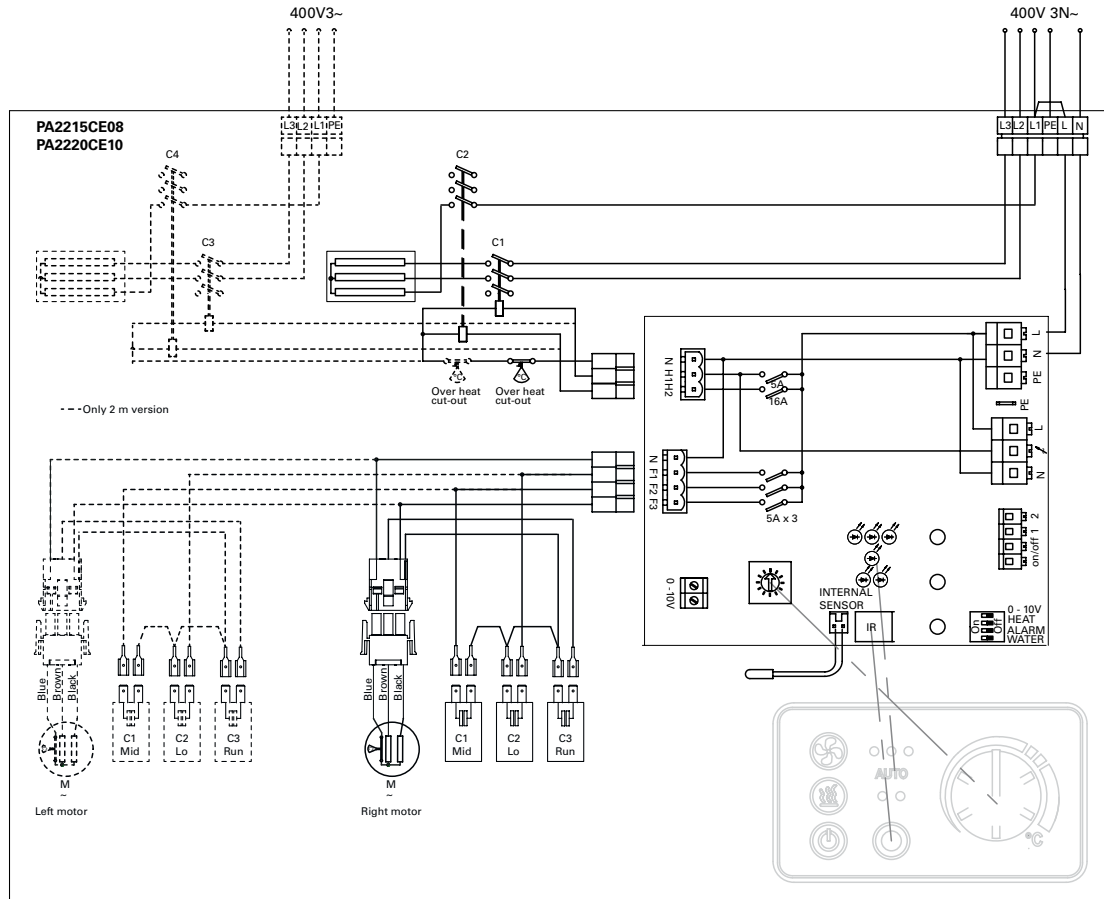 400V3~
400V 3N~
PA2215CE08
PA2220CE10
L3 L2 L1 PE
L3 L2 L1 PE L N
C4
C2
C3
C1
°C
°C
Over heat
cut-out
Over heat
cut-out
---Only 2 m version
N H1H2
5A
16A
L
N
PE
PE
L
N
N F1 F2 F3
5A x 3
on/off 1 2
0 -10V
INTERNAL
SENSOR
IR
On
Off
0 - 10V
HEAT
ALARM
WATER
Blue
Brown
Black
C1
Mid
C2
Lo
C3
Run
M
~
Left motor
Blue
Brown
Black
C1
Mid
C2
Lo
C3
Run
M
~
Right motor
AUTO
°C